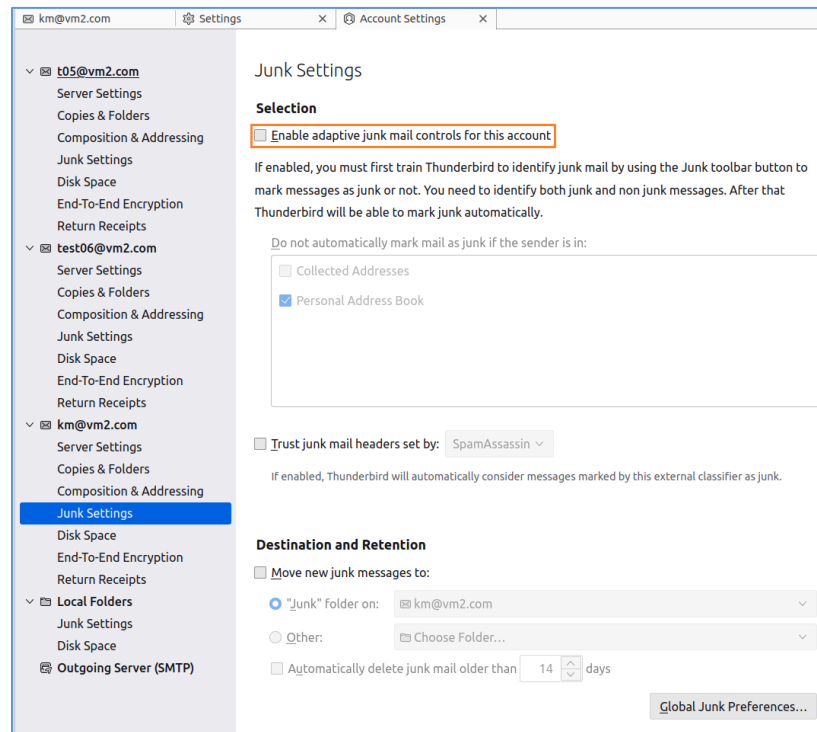 km@vm2.com Settings Account Settings
t05@vm2.com
Server Settings
Copies & Folders
Composition & Addressing
Junk Settings
Disk Space
End-To-End Encryption
Return Receipts
test06@vm2.com
Server Settings
Copies & Folders
Composition & Addressing
Junk Settings
Disk Space
End-To-End Encryption
Return Receipts
km@vm2.com
Server Settings
Copies & Folders
Composition & Addressing
Junk Settings
Disk Space
End-To-End Encryption
Return Receipts
Local Folders
Junk Settings
Disk Space
Outgoing Server (SMTP)
Junk Settings
Selection
Enable adaptive junk mail controls for this account
If enabled, you must first train Thunderbird to identify junk mail by using the Junk toolbar button to
mark messages as junk or not. You need to identify both junk and non junk messages. After that
Thunderbird will be able to mark junk automatically.
Do not automatically mark mail as junk if the sender is in:
Collected Addresses
Personal Address Book
Trust junk mail headers set by: SpamAssassin
If enabled, Thunderbird will automatically consider messages marked by this external classifier as junk.
Destination and Retention
Move new junk messages to:
"Junk" folder on: km@vm2.com
Other: Choose Folder...
Automatically delete junk mail older than 14 days
Global Junk Preferences...